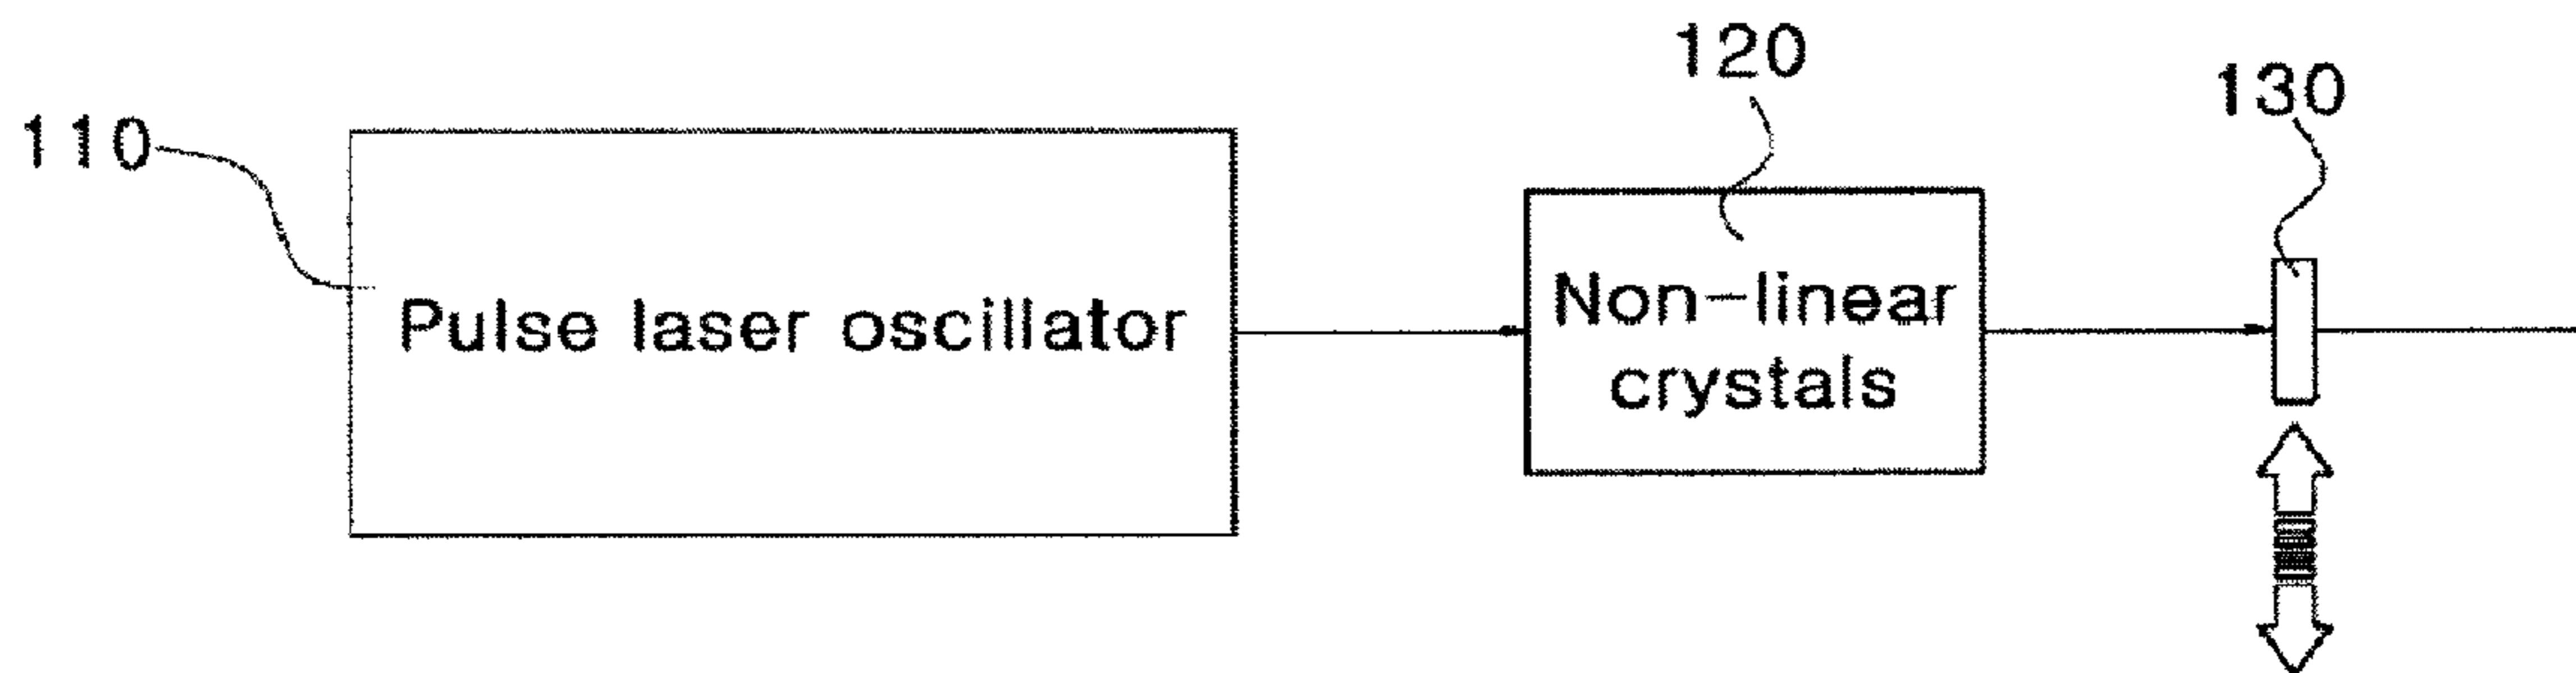 120
130
110
Pulse laser oscillator
Non-linear
crystals